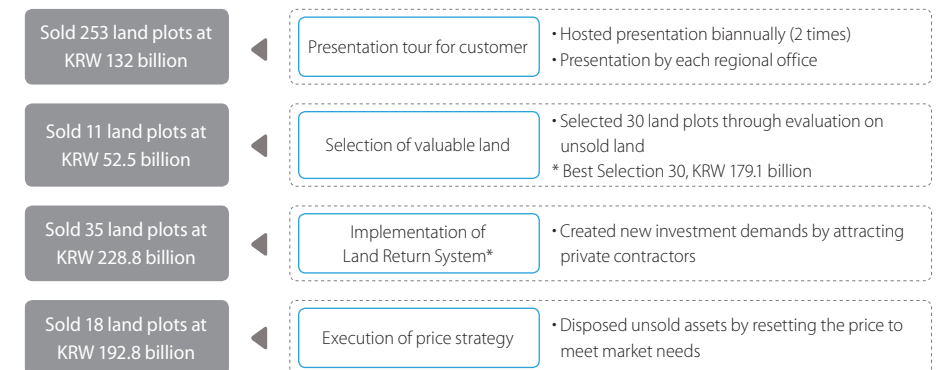 Sold 253 land plots at
KRW 132 billion
Presentation tour for customer
• Hosted presentation biannually (2 times)
• Presentation by each regional office
Sold 11 land plots at
KRW 52.5 billion
Selection of valuable land
• Selected 30 land plots through evaluation on
unsold land
* Best Selection 30, KRW 179.1 billion
Sold 35 land plots at
KRW 228.8 billion
Implementation of
Land Return System*
• Created new investment demands by attracting
private contractors
Sold 18 land plots at
KRW 192.8 billion
Execution of price strategy
• Disposed unsold assets by resetting the price to
meet market needs